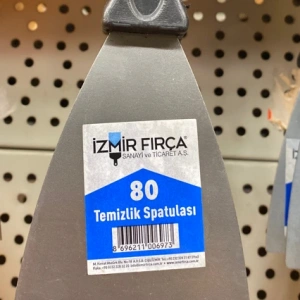 İZMİR FIRÇA®
SANAYİ ve TİCARET A.Ş.
80
Temizlik Spatulası
8 696211 006973